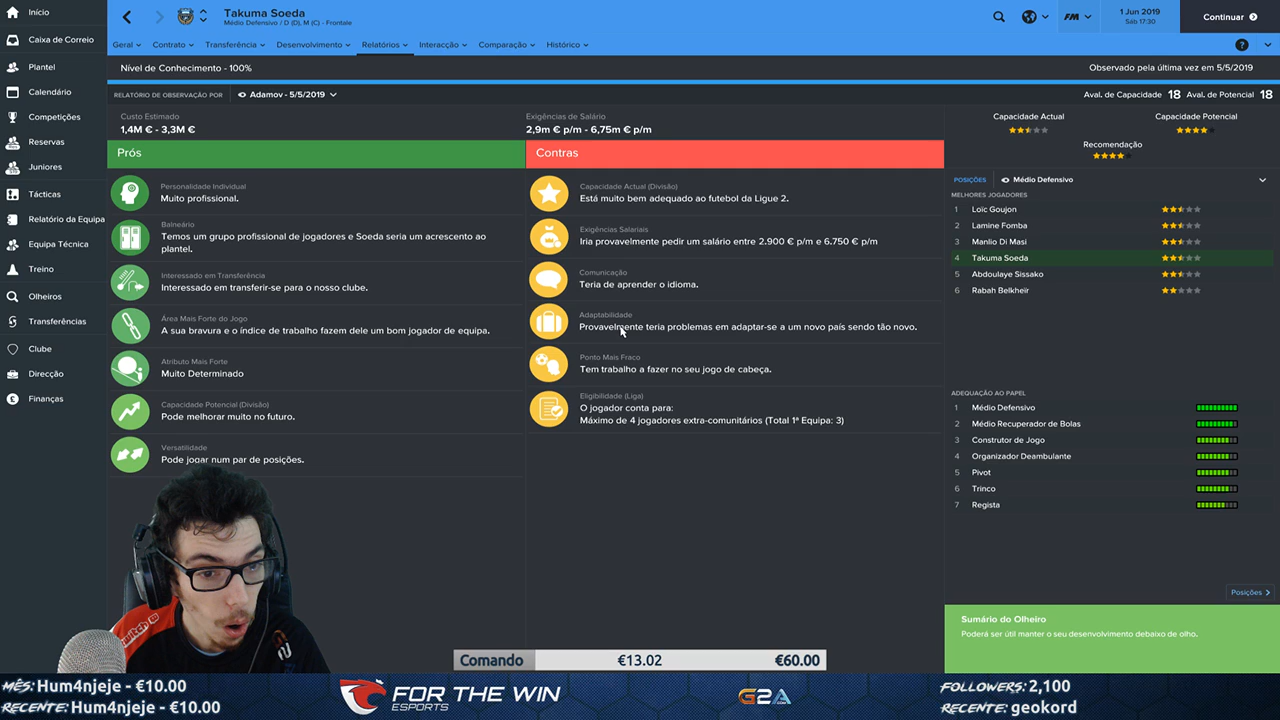 Início
Caixa de Correio
Plantel
Calendário
Competições
Reservas
Juniores
Tácticas
Relatório da Equipa
Equipa Técnica
Treino
Olheiros
Transferências
Clube
Direcção
Finanças
Takuma Soeda
Médio Defensivo / D (D), M (C) - Frontale
FM
1 Jun 2019
Sáb 17:30
Continuar
Geral
Contrato
Transferência
Desenvolvimento
Relatórios
Interacção
Comparação
Histórico
?
Nível de Conhecimento - 100%
Observado pela última vez em 5/5/2019
RELATÓRIO DE OBSERVAÇÃO POR
Adamov - 5/5/2019
Aval. de Capacidade 18 Aval. de Potencial 18
Custo Estimado
1,4M € - 3,3M €
Exigências de Salário
2,9m € p/m - 6,75m € p/m
Prós
Personalidade Individual
Muito profissional.
Balneário
Temos um grupo profissional de jogadores e Soeda seria um acrescento ao
plantel.
Interessado em Transferência
Interessado em transferir-se para o nosso clube.
Área Mais Forte do Jogo
A sua bravura e o índice de trabalho fazem dele um bom jogador de equipa.
Atributo Mais Forte
Muito Determinado
Capacidade Potencial (Divisão)
Pode melhorar muito no futuro.
Versatilidade
Pode jogar num par de posições.
Contras
Capacidade Actual (Divisão)
Está muito bem adequado ao futebol da Ligue 2.
Exigências Salariais
Iria provavelmente pedir um salário entre 2.900 € p/m e 6.750 € p/m
Comunicação
Teria de aprender o idioma.
Adaptabilidade
Provavelmente teria problemas em adaptar-se a um novo país sendo tão novo.
Ponto Mais Fraco
Tem trabalho a fazer no seu jogo de cabeça.
Eligibilidade (Liga)
O jogador conta para:
Máximo de 4 jogadores extra-comunitários (Total 1ª Equipa: 3)
Capacidade Actual
Capacidade Potencial
Recomendação
POSIÇÕES
Médio Defensivo
MELHORES JOGADORES
1 Loïc Goujon
2 Lamine Fomba
3 Manlio Di Masi
4 Takuma Soeda
5 Abdoulaye Sissako
6 Rabah Belkheir
ADEQUAÇÃO AO PAPEL
1 Médio Defensivo
2 Médio Recuperador de Bolas
3 Construtor de Jogo
4 Organizador Deambulante
5 Pivot
6 Trinco
7 Regista
Posições
Sumário do Olheiro
Poderá ser útil manter o seu desenvolvimento debaixo de olho.
Comando €13.02 €60.00
MÊS: Hum4njeje - €10.00
RECENTE: Hum4njeje - €10.00
FOR THE WIN
ESPORTS
G2A.COM
FOLLOWERS: 2,100
RECENTE: geokord